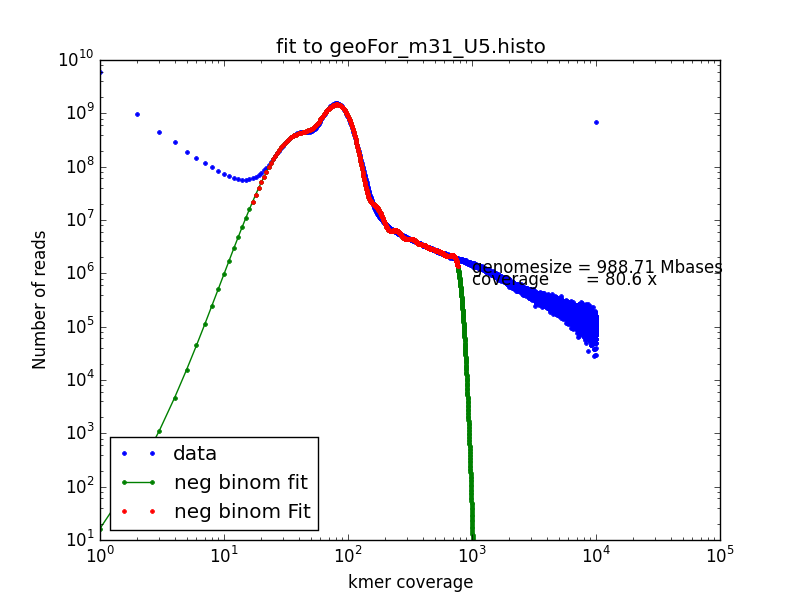 fit to geoFor_m31_U5.histo
Number of reads
10^10
10^9
10^8
10^7
10^6
10^5
10^4
10^3
10^2
10^1
genomesize = 988.71 Mbases
coverage = 80.6 x
data
neg binom fit
neg binom Fit
10^0 10^1 10^2 10^3 10^4 10^5
kmer coverage